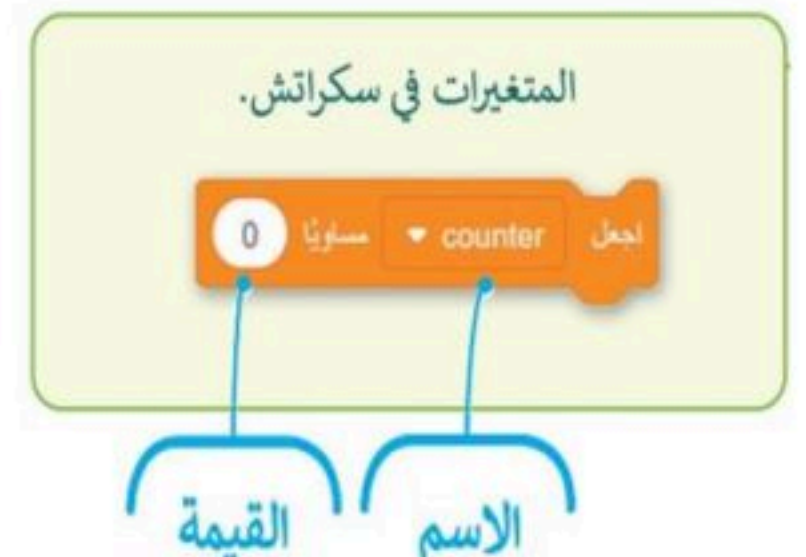 المتغيرات في سكراتش.
اجعل counter مساويًا 0
الاسم القيمة